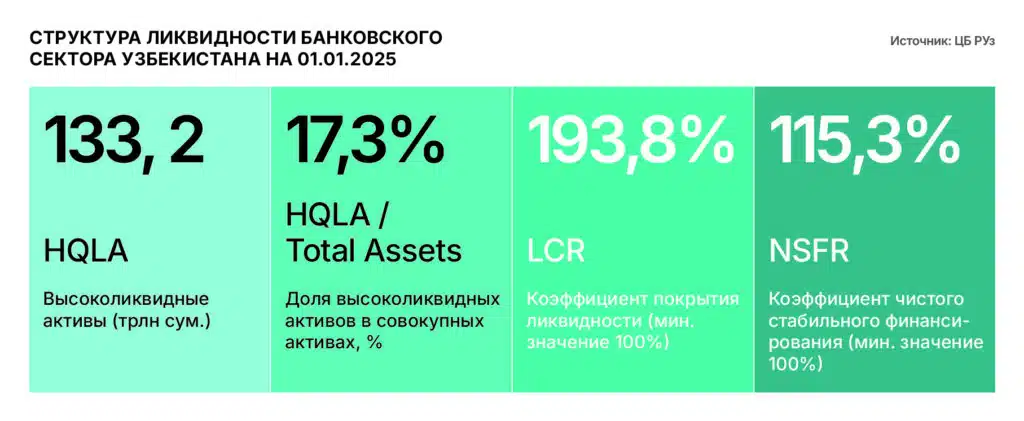 СТРУКТУРА ЛИКВИДНОСТИ БАНКОВСКОГО
СЕКТОРА УЗБЕКИСТАНА НА 01.01.2025
Источник: ЦБ РУз
133, 2
HQLA
Высоколиквидные
активы (трлн сум.)
17,3%
HQLA /
Total Assets
Доля высоколиквидных
активов в совокупных
активах, %
193,8%
LCR
Коэффициент покрытия
ликвидности (мин.
значение 100%)
115,3%
NSFR
Коэффициент чистого
стабильного финанси-
рования (мин. значение
100%)